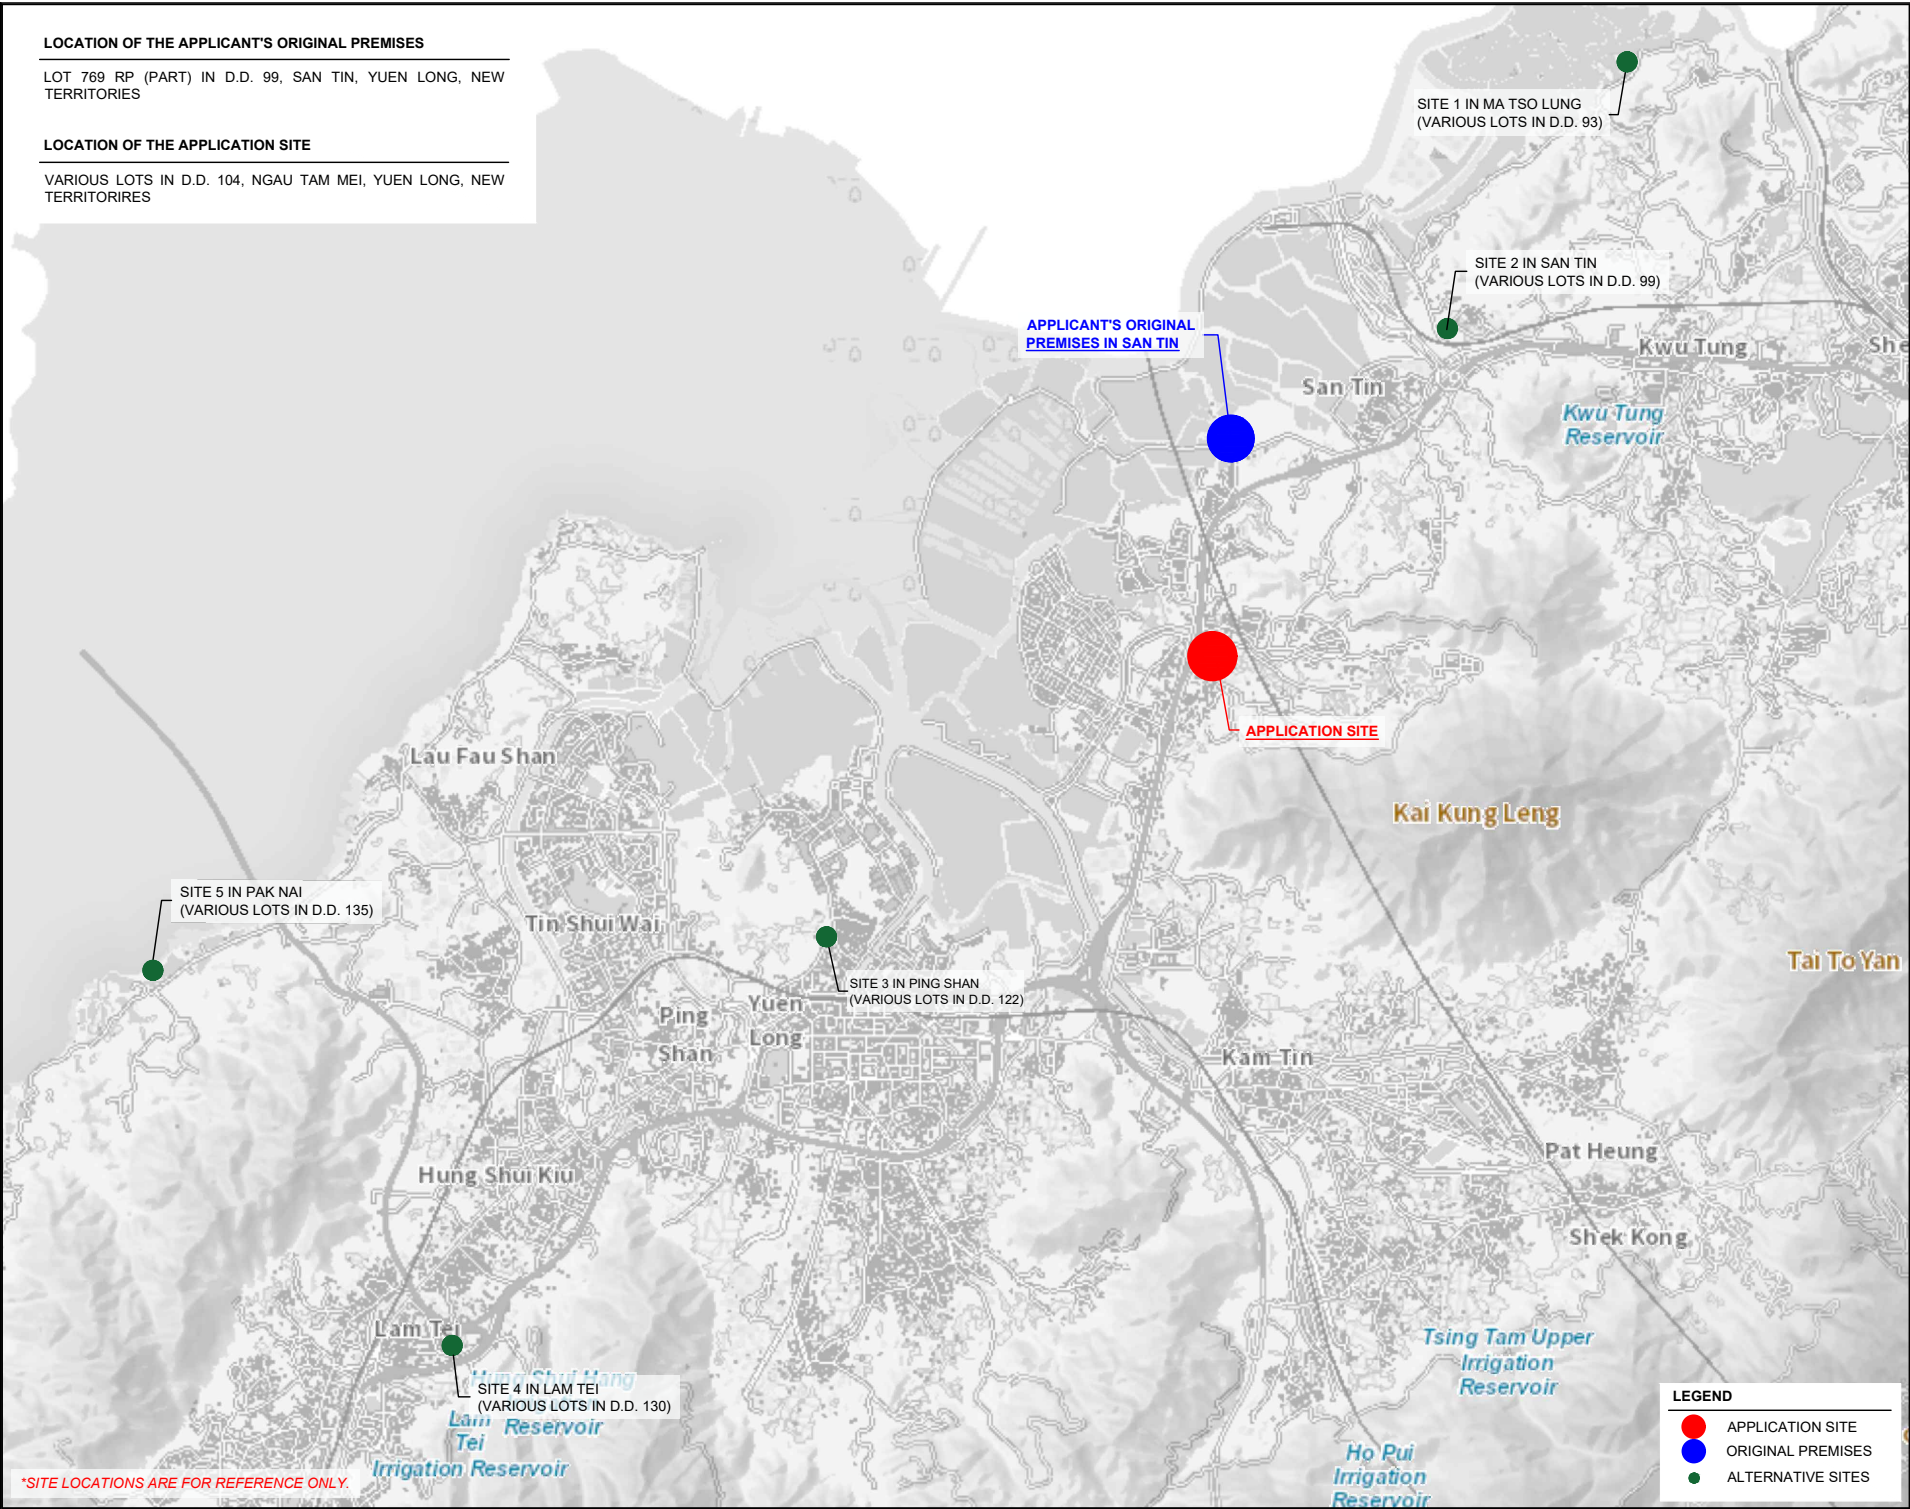 LOCATION OF THE APPLICANT'S ORIGINAL PREMISES
LOT 769 RP (PART) IN D.D. 99, SAN TIN, YUEN LONG, NEW
TERRITORIES
LOCATION OF THE APPLICATION SITE
VARIOUS LOTS IN D.D. 104, NGAU TAM MEI, YUEN LONG, NEW
TERRITORIRES
SITE 1 IN MA TSO LUNG
(VARIOUS LOTS IN D.D. 93)
SITE 2 IN SAN TIN
(VARIOUS LOTS IN D.D. 99)
APPLICANT'S ORIGINAL
PREMISES IN SAN TIN
Kwu Tung
She
San Tin
Kwu Tung
Reservoir
APPLICATION SITE
Lau Fau Shan
Kai Kung Leng
SITE 5 IN PAK NAI
(VARIOUS LOTS IN D.D. 135)
Tin Shui Wai
Tai To Yan
SITE 3 IN PING SHAN
(VARIOUS LOTS IN D.D. 122)
Ping
Shan
Yuen
Long
Kam Tin
Pat Heung
Hung Shui Kiu
Shek Kong
Lam Tei
Tsing Tam Upper
Irrigation
Reservoir
Hung Shui Hang
SITE 4 IN LAM TEI
(VARIOUS LOTS IN D.D. 130)
Reservoir
Lam
Tei
Irrigation Reservoir
Ho Pui
Irrigation
Reservoir
*SITE LOCATIONS ARE FOR REFERENCE ONLY.
LEGEND
APPLICATION SITE
ORIGINAL PREMISES
ALTERNATIVE SITES